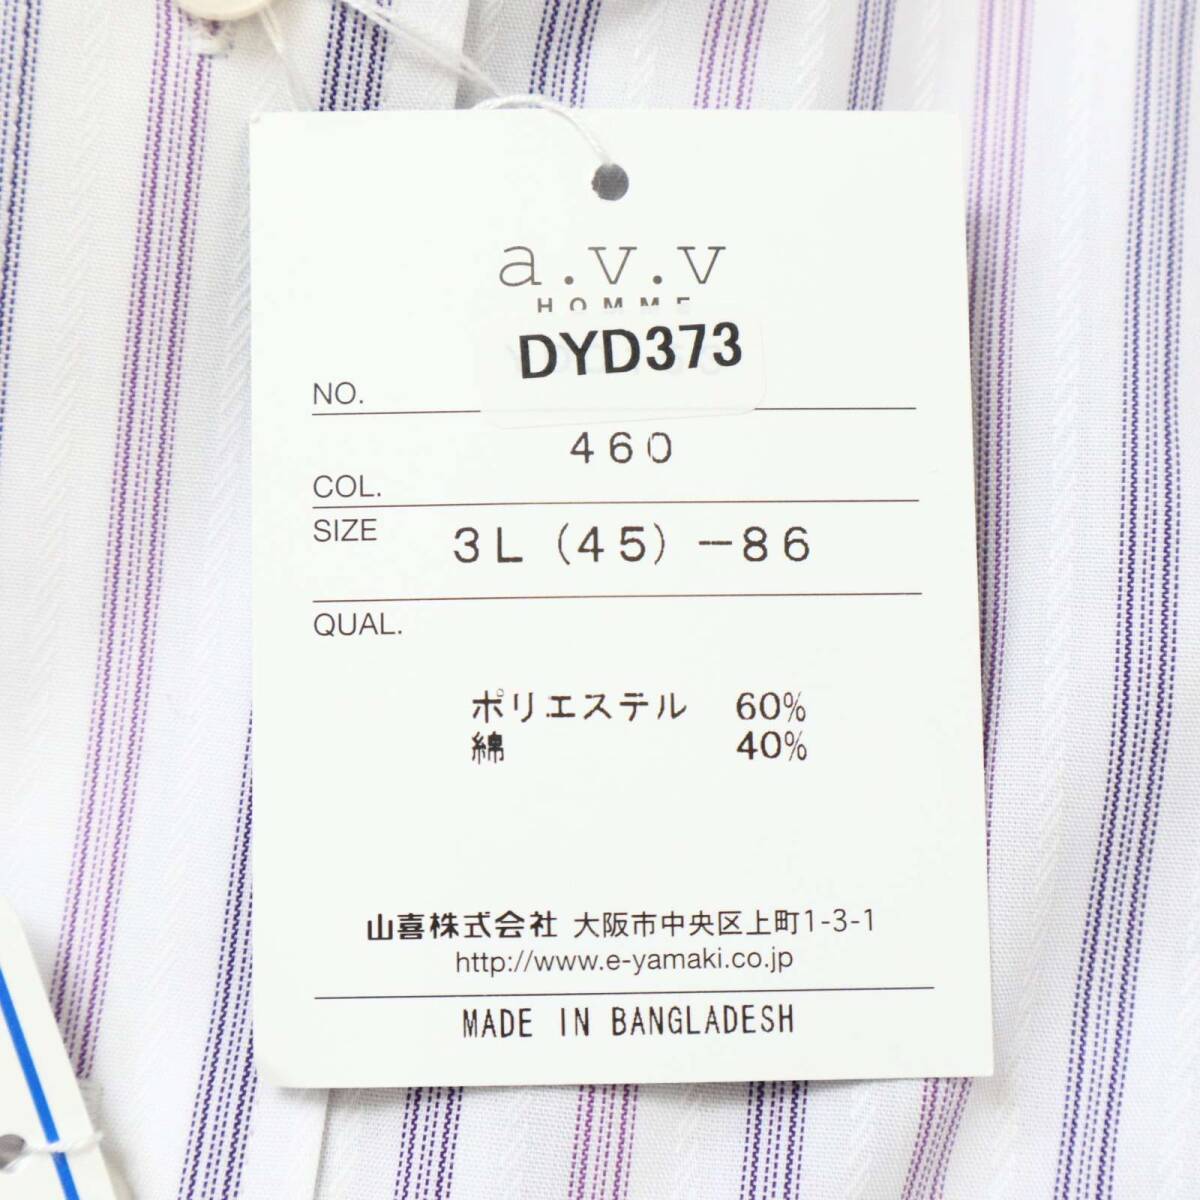 a.v.v
HOMME
DYD373
NO.
460
COL.
SIZE 3L (45) -86
QUAL.
ポリエステル 60%
綿 40%
山喜株式会社 大阪市中央区上町1-3-1
http://www.e-yamaki.co.jp
MADE IN BANGLADESH